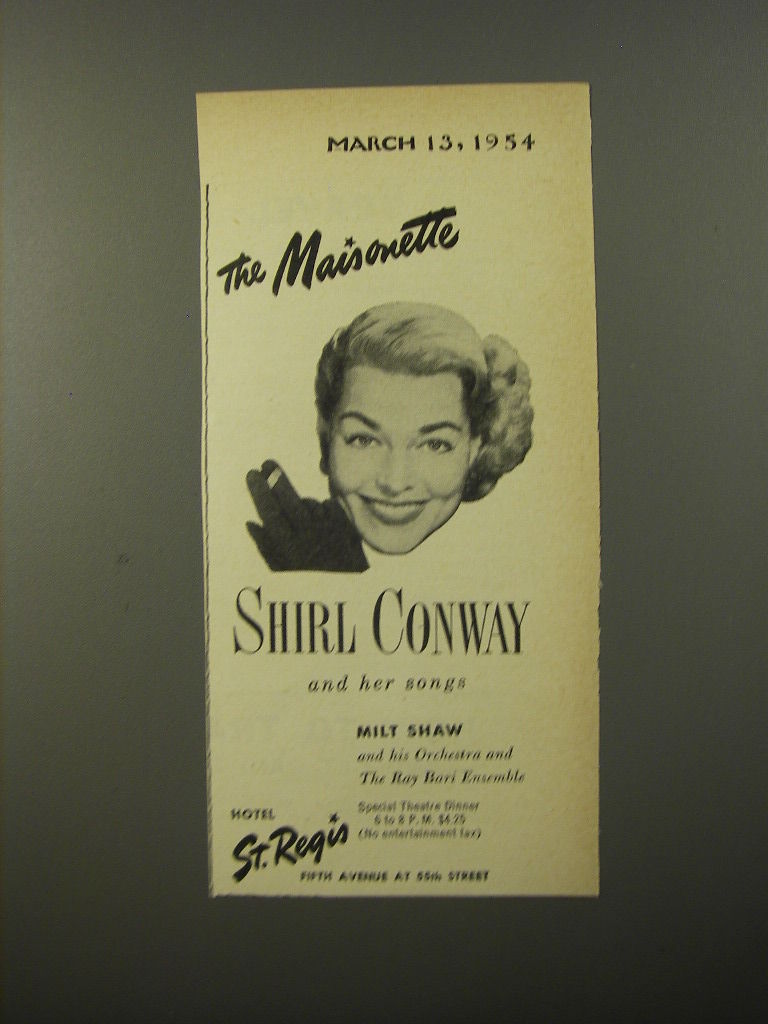 MARCH 13, 1954
The Maisonette
SHIRL CONWAY
and her songs
MILT SHAW
and his Orchestra and
The Ray Bari Ensemble
HOTEL
St. Regis
Special Theatre Dinner
6 to 8 P. M. $4.25
(No entertainment tax)
FIFTH AVENUE AT 55th STREET